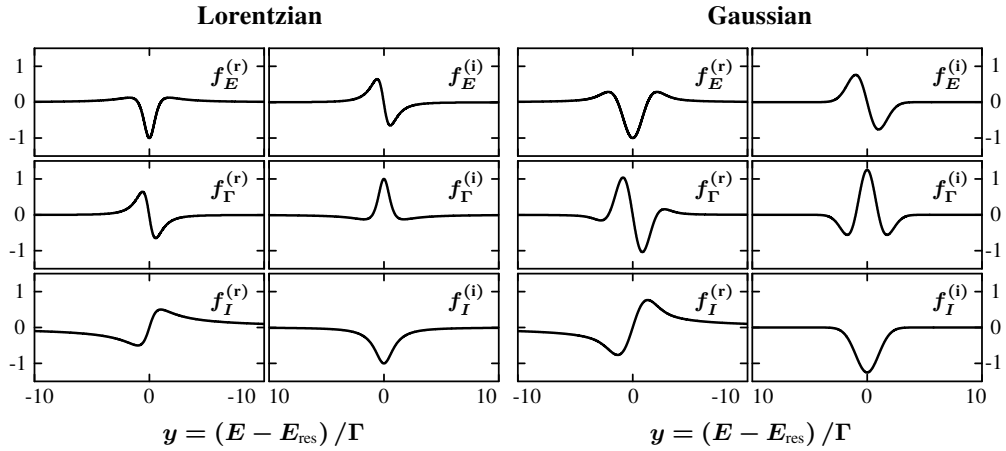 Lorentzian Gaussian
1 f_E^(r) f_E^(i) f_E^(r) f_E^(i) 1
0 0
-1 -1
1 f_Γ^(r) f_Γ^(i) f_Γ^(r) f_Γ^(i) 1
0 0
-1 -1
1 f_I^(r) f_I^(i) f_I^(r) f_I^(i) 1
0 0
-1 -1
-10 0 -10 10 0 10 -10 0 -10 10 0 10
y = (E − E_res) /Γ y = (E − E_res) /Γ